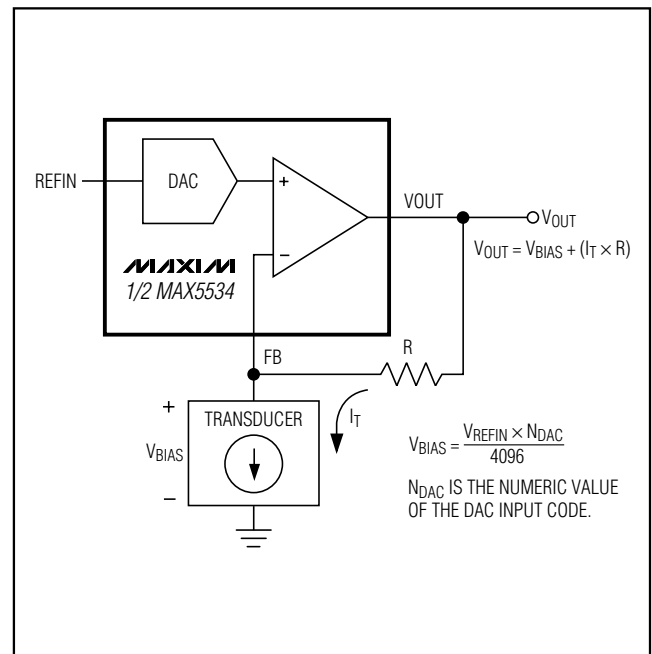 REFIN
DAC
+
−
VOUT
VOUT
VOUT = VBIAS + (IT × R)
MAXIM
1/2 MAX5534
FB
R
+
TRANSDUCER
IT
VBIAS
−
VBIAS = VREFIN × NDAC
4096
NDAC IS THE NUMERIC VALUE
OF THE DAC INPUT CODE.